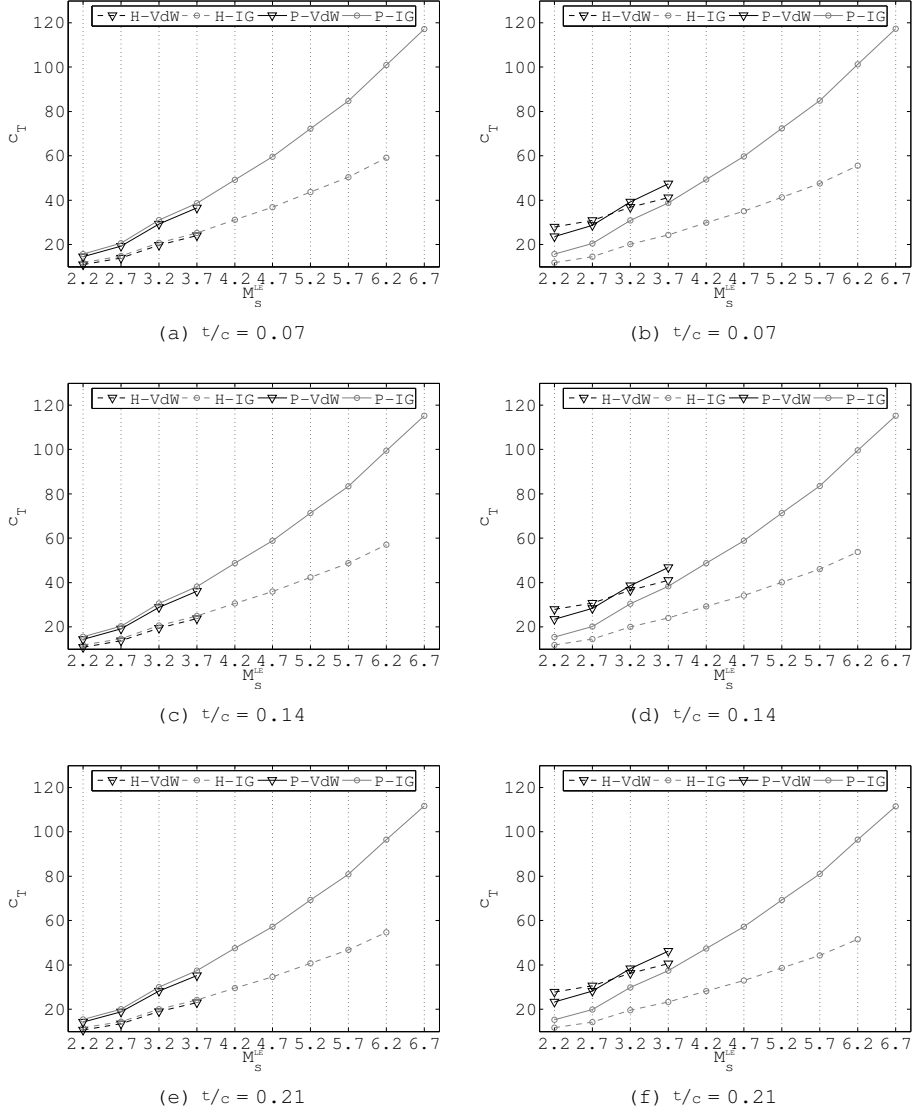 H-VdW H-IG P-VdW P-IG
120
100
80
60
40
20
c_T
2.2 2.7 3.2 3.7 4.2 4.7 5.2 5.7 6.2 6.7
M_s^LE
(a) t/c = 0.07
H-VdW H-IG P-VdW P-IG
120
100
80
60
40
20
c_T
2.2 2.7 3.2 3.7 4.2 4.7 5.2 5.7 6.2 6.7
M_s^LE
(b) t/c = 0.07
H-VdW H-IG P-VdW P-IG
120
100
80
60
40
20
c_T
2.2 2.7 3.2 3.7 4.2 4.7 5.2 5.7 6.2 6.7
M_s^LE
(c) t/c = 0.14
H-VdW H-IG P-VdW P-IG
120
100
80
60
40
20
c_T
2.2 2.7 3.2 3.7 4.2 4.7 5.2 5.7 6.2 6.7
M_s^LE
(d) t/c = 0.14
H-VdW H-IG P-VdW P-IG
120
100
80
60
40
20
c_T
2.2 2.7 3.2 3.7 4.2 4.7 5.2 5.7 6.2 6.7
M_s^LE
(e) t/c = 0.21
H-VdW H-IG P-VdW P-IG
120
100
80
60
40
20
c_T
2.2 2.7 3.2 3.7 4.2 4.7 5.2 5.7 6.2 6.7
M_s^LE
(f) t/c = 0.21